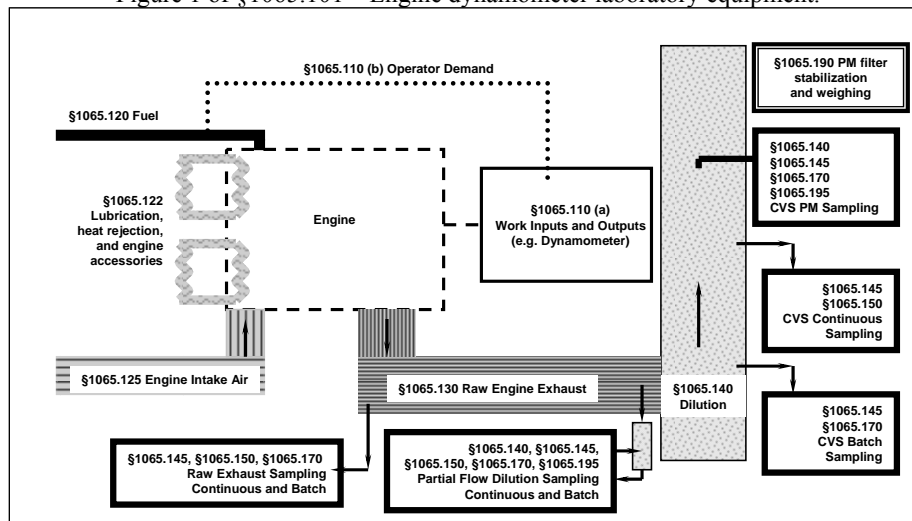 Figure 1 of §1065.101—Engine dynamometer laboratory equipment.
§1065.110 (b) Operator Demand
§1065.190 PM filter
stabilization
and weighing
§1065.120 Fuel
§1065.140
§1065.145
§1065.170
§1065.195
CVS PM Sampling
§1065.122
Lubrication,
heat rejection,
and engine
accessories
Engine
§1065.110 (a)
Work Inputs and Outputs
(e.g. Dynamometer)
§1065.145
§1065.150
CVS Continuous
Sampling
§1065.125 Engine Intake Air
§1065.130 Raw Engine Exhaust
§1065.140
Dilution
§1065.145
§1065.170
CVS Batch
Sampling
§1065.145, §1065.150, §1065.170
Raw Exhaust Sampling
Continuous and Batch
§1065.140, §1065.145,
§1065.150, §1065.170, §1065.195
Partial Flow Dilution Sampling
Continuous and Batch